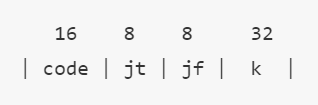 16 8 8 32
| code | jt | jf | k |